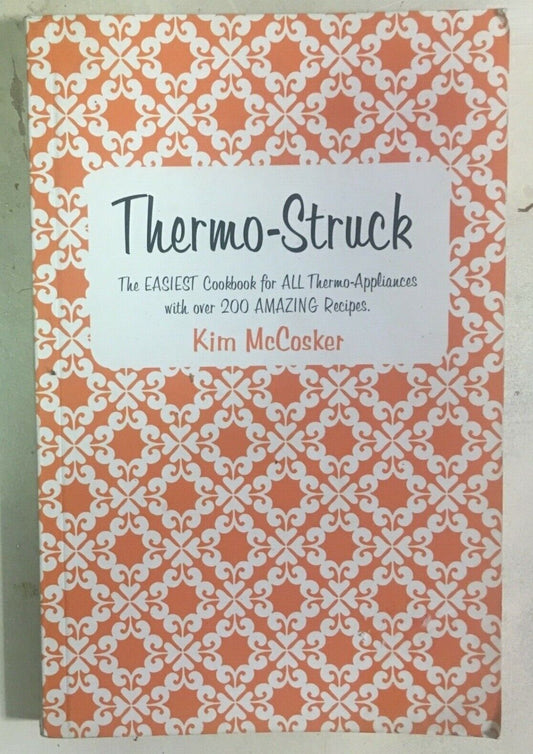 Thermo-Struck
The EASIEST Cookbook for ALL Thermo-Appliances
with over 200 AMAZING Recipes.
Kim McCosker